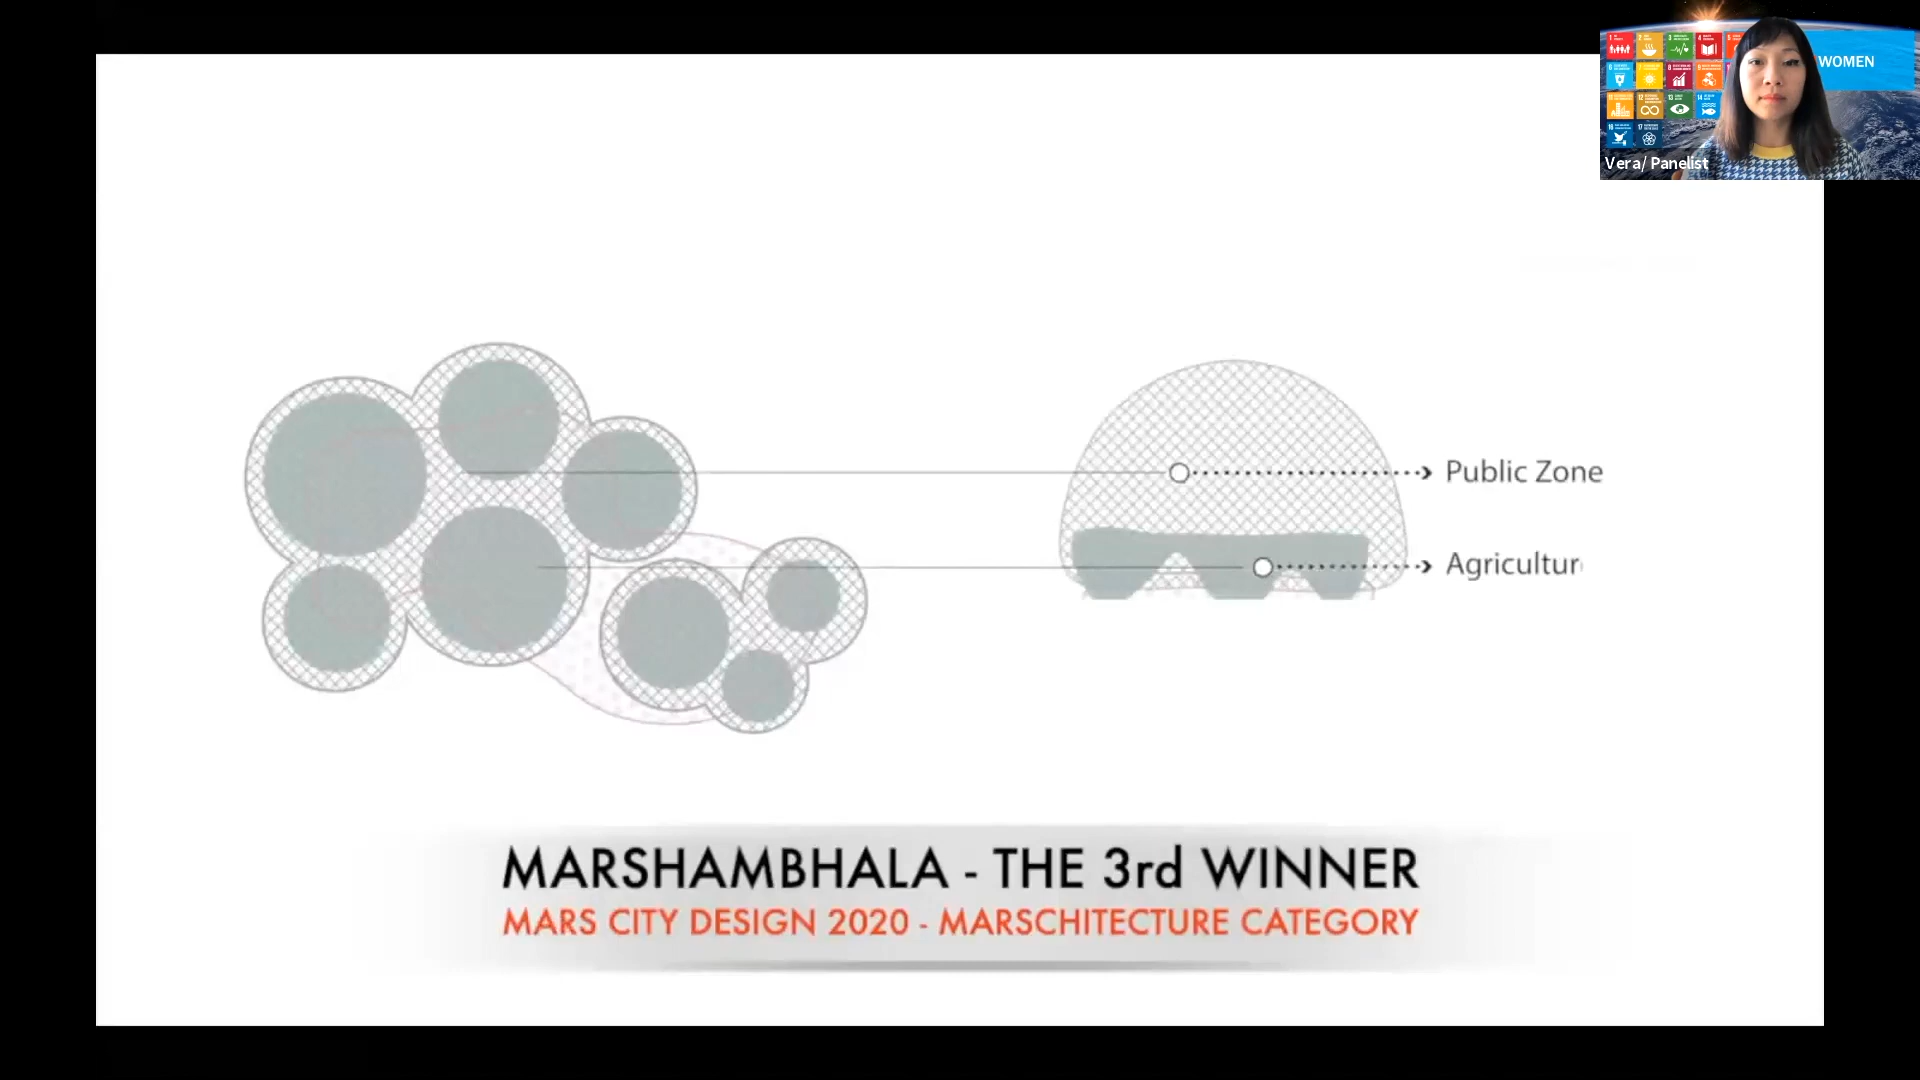 WOMEN
Vera/ Panelist
Public Zone
Agricultur
MARSHAMBHALA - THE 3rd WINNER
MARS CITY DESIGN 2020 - MARSCHITECTURE CATEGORY